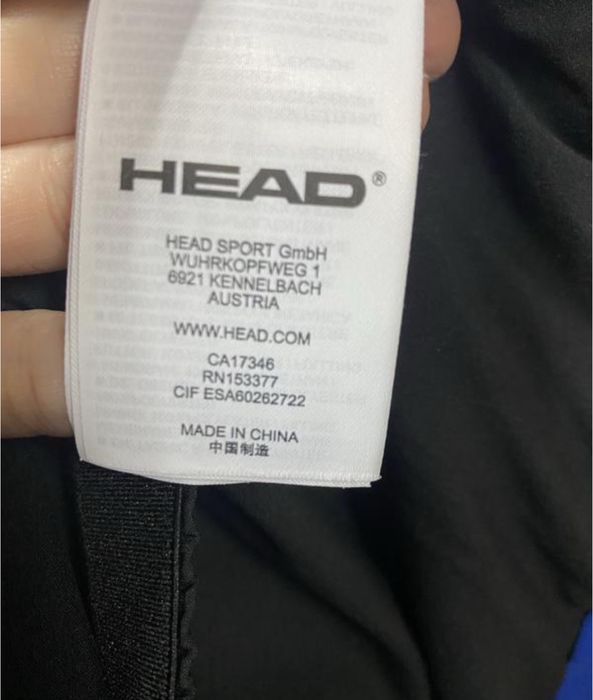 HEAD®
HEAD SPORT GmbH
WUHRKOPFWEG 1
6921 KENNELBACH
AUSTRIA
WWW.HEAD.COM
CA17346
RN153377
CIF ESA60262722
MADE IN CHINA
中国制造